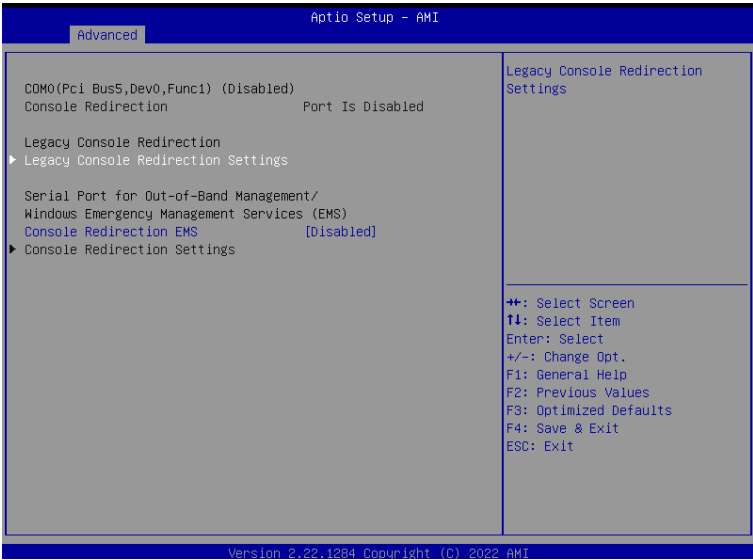 Aptio Setup – AMI
Advanced
COM0(Pci Bus5,Dev0,Func1) (Disabled)
Console Redirection Port Is Disabled
Legacy Console Redirection
Legacy Console Redirection Settings
Serial Port for Out-of-Band Management/
Windows Emergency Management Services (EMS)
Console Redirection EMS [Disabled]
Console Redirection Settings
Legacy Console Redirection
Settings
→←: Select Screen
↑↓: Select Item
Enter: Select
+/-: Change Opt.
F1: General Help
F2: Previous Values
F3: Optimized Defaults
F4: Save & Exit
ESC: Exit
Version 2.22.1284 Copyright (C) 2022 AMI